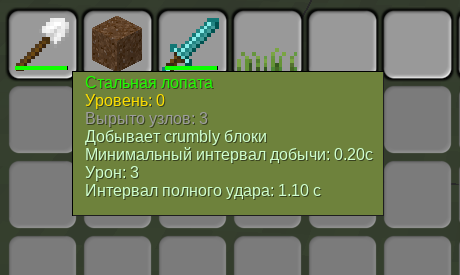 Стальная лопата
Уровень: 0
Вырыто узлов: 3
Добывает crumbly блоки
Минимальный интервал добычи: 0.20с
Урон: 3
Интервал полного удара: 1.10 с